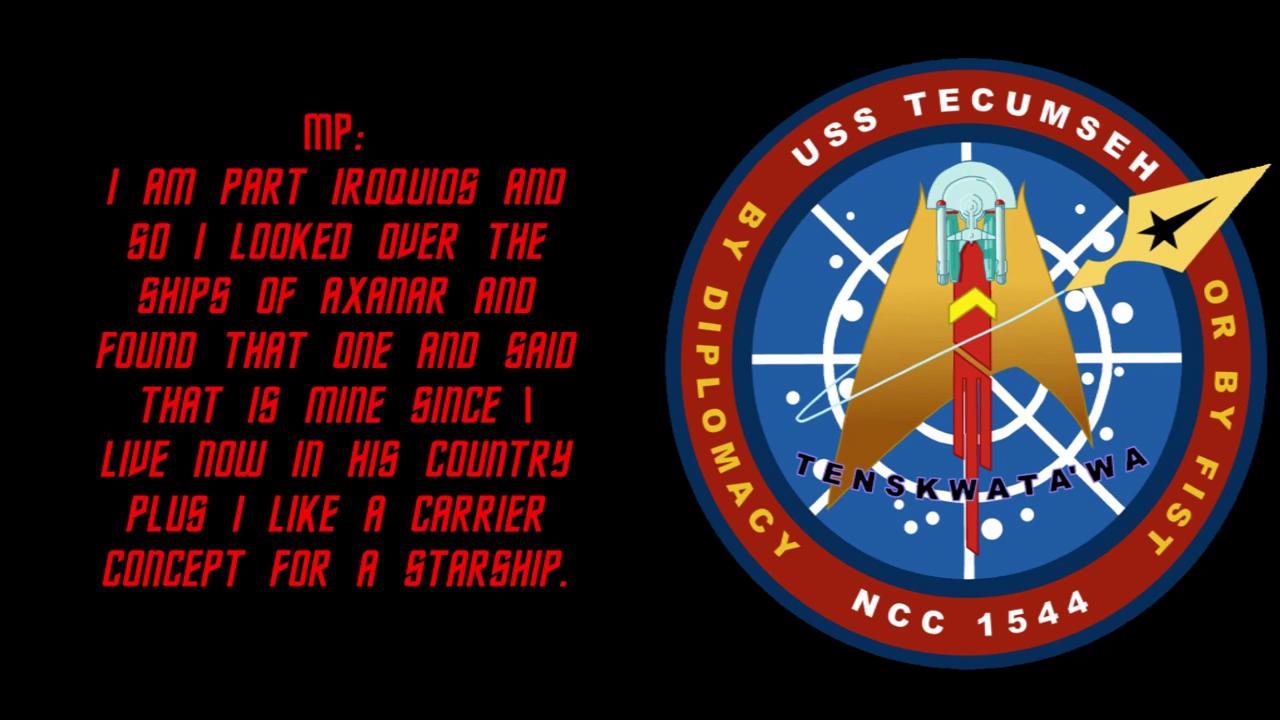 MP:
I AM PART IROQUIOS AND
SO I LOOKED OVER THE
SHIPS OF AXANAR AND
FOUND THAT ONE AND SAID
THAT IS MINE SINCE I
LIVE NOW IN HIS COUNTRY
PLUS I LIKE A CARRIER
CONCEPT FOR A STARSHIP.
USS TECUMSEH
BY DIPLOMACY OR BY FIST
TENSKWATA'WA
NCC 1544